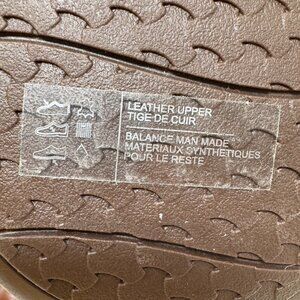 LEATHER UPPER
TIGE DE CUIR
BALANCE MAN MADE
MATERIAUX SYNTHETIQUES
POUR LE RESTE